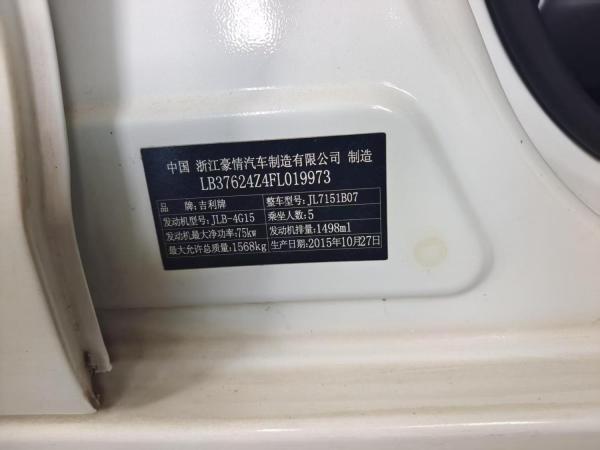 中国 浙江豪情汽车制造有限公司 制造
LB37624Z4FL019973
品 牌:吉利牌 整车型号:JL7151B07
发动机型号:JLB-4G15 乘坐人数:5
发动机最大净功率:75kw 发动机排量:1498ml
最大允许总质量:1568kg 生产日期:2015年10月27日